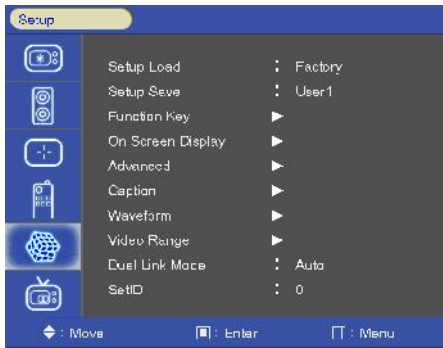 Setup
Setup Load : Factory
Setup Save : User1
Function Key ►
On Screen Display ►
Advanced ►
Caption ►
Waveform ►
Video Range ►
Dual Link Mode : Auto
SetID : 0
: Move : Enter : Menu